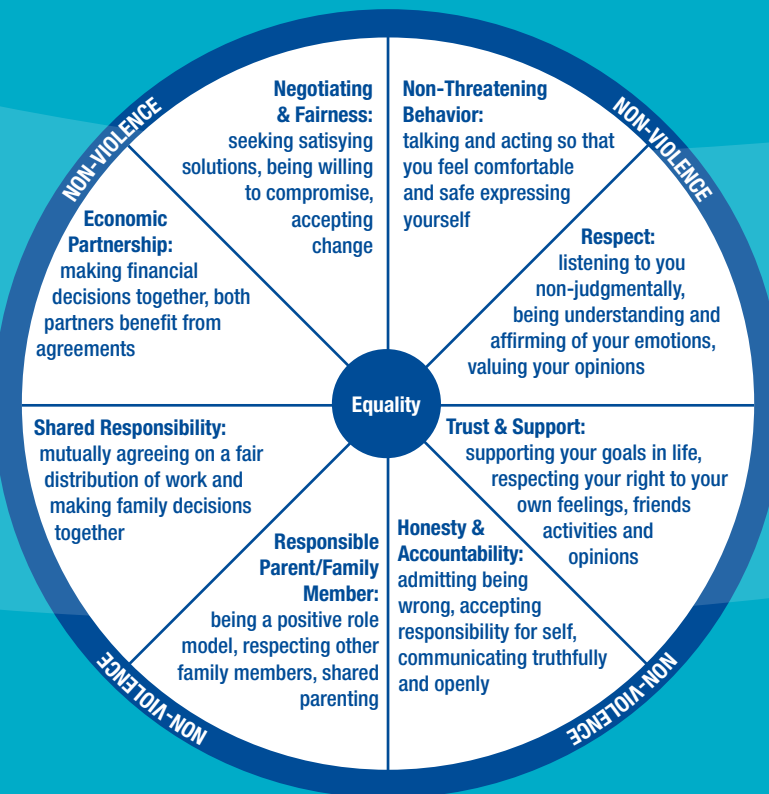 NON-VIOLENCE
NON-VIOLENCE
Negotiating
& Fairness:
seeking satisying
solutions, being willing
to compromise,
accepting
change
Non-Threatening
Behavior:
talking and acting so that
you feel comfortable
and safe expressing
yourself
Respect:
listening to you
non-judgmentally,
being understanding and
affirming of your emotions,
valuing your opinions
Trust & Support:
supporting your goals in life,
respecting your right to your
own feelings, friends
activities and
opinions
Honesty &
Accountability:
admitting being
wrong, accepting
responsibility for self,
communicating truthfully
and openly
Responsible
Parent/Family
Member:
being a positive role
model, respecting other
family members, shared
parenting
Shared Responsibility:
mutually agreeing on a fair
distribution of work and
making family decisions
together
Economic
Partnership:
making financial
decisions together, both
partners benefit from
agreements
Equality
NON-VIOLENCE
NON-VIOLENCE